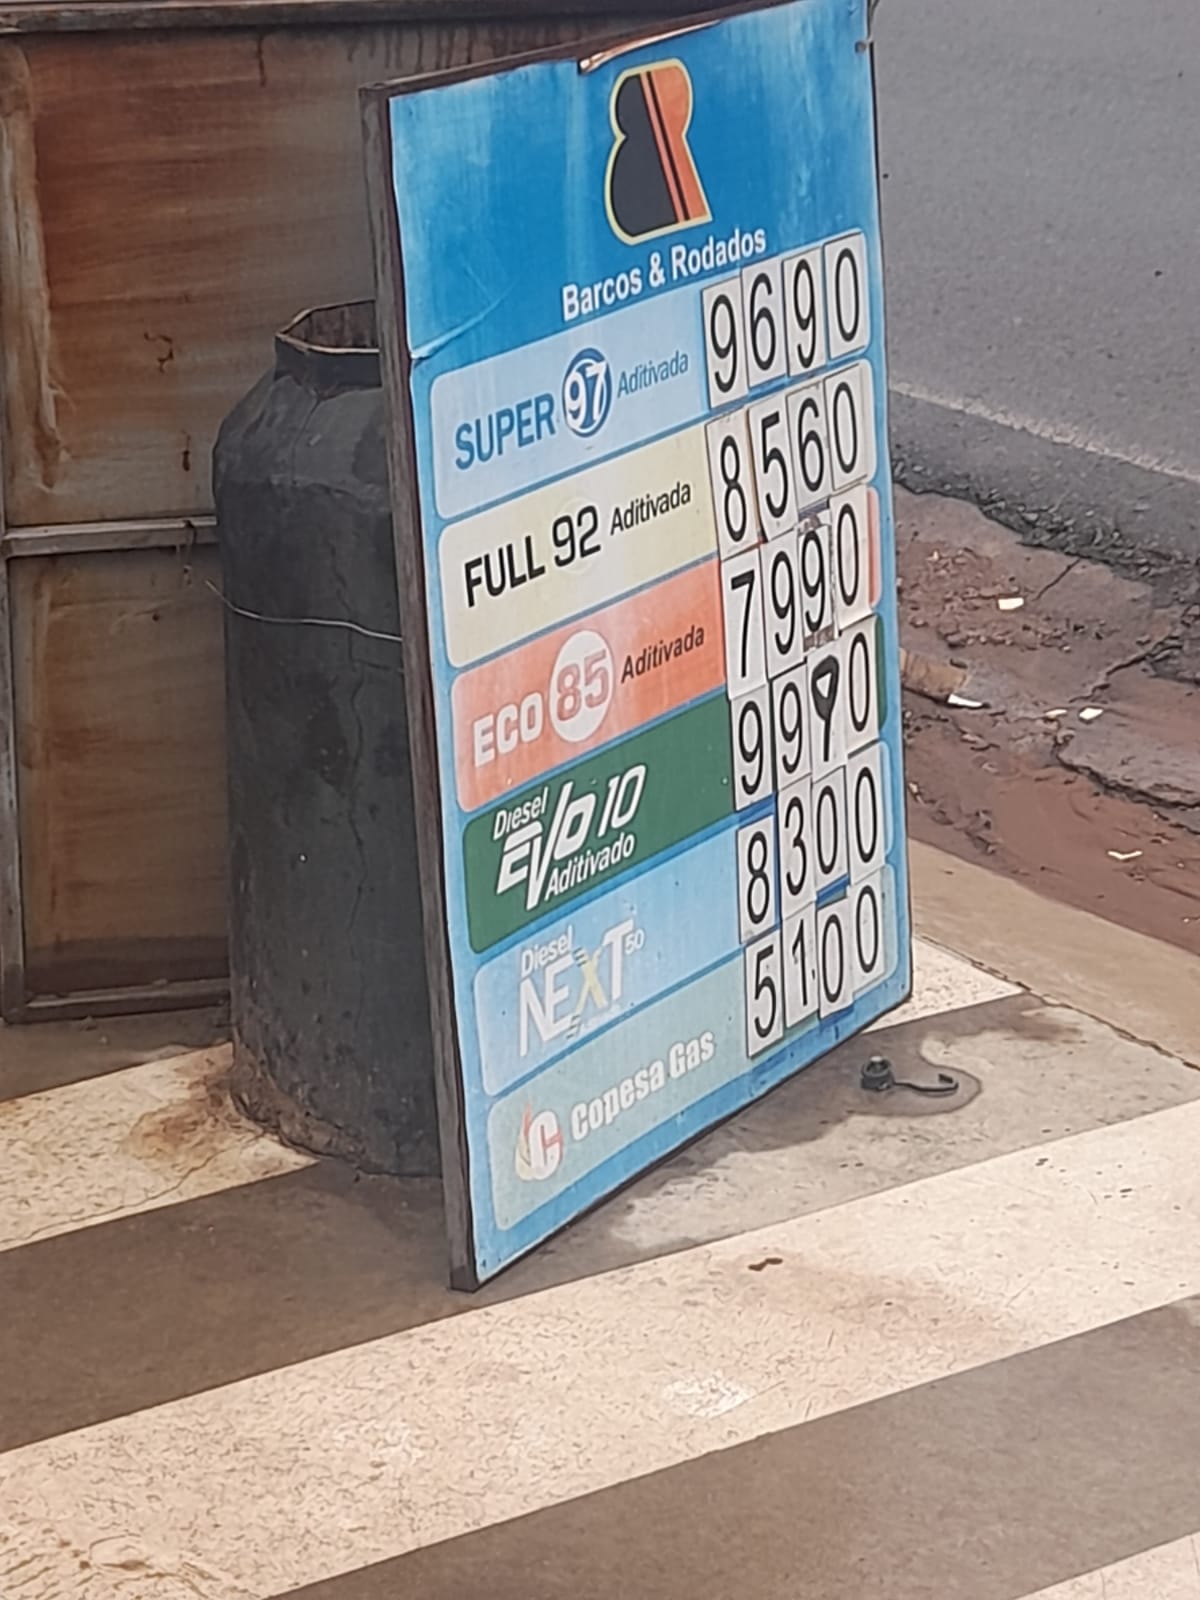 Barcos & Rodados
SUPER 97 Aditivada 9690
FULL 92 Aditivada 8560
ECO 85 Aditivada 7990
Diesel EVO 10 Aditivado 9990
Diesel NEXT 50 8300
Copesa Gas 5100